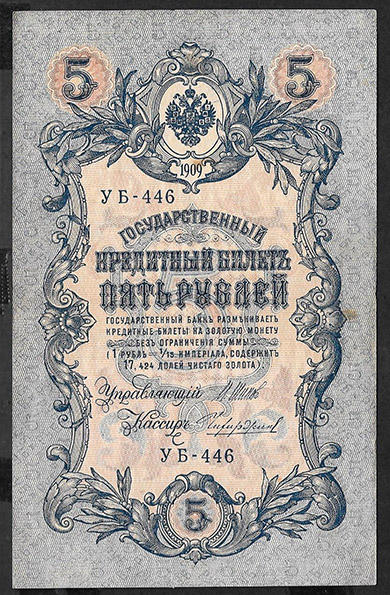 5 5
1909
УБ-446
ГОСУДАРСТВЕННЫЙ
КРЕДИТНЫЙ БИЛЕТЪ
ПЯТЬ РУБЛЕЙ
ГОСУДАРСТВЕННЫЙ БАНКЪ РАЗМѢНИВАЕТЪ
КРЕДИТНЫЕ БИЛЕТЫ НА ЗОЛОТУЮ МОНЕТУ
БЕЗЪ ОГРАНИЧЕНІЯ СУММЫ
(1 РУБЛЬ = 1/15 ИМПЕРІАЛА, СОДЕРЖИТЪ
17,424 ДОЛЕЙ ЧИСТАГО ЗОЛОТА).
Управляющій
Кассиръ
УБ-446
5